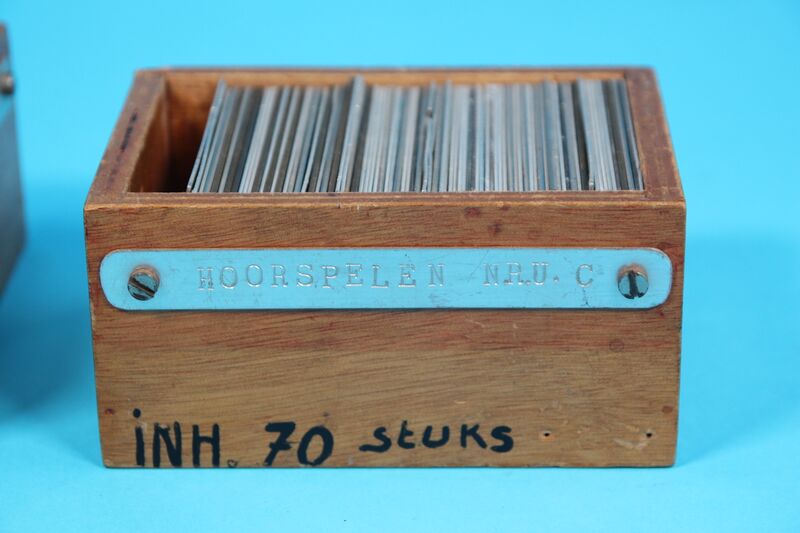 HOORSPELEN N.R.U. C
INH. 70 STUKS